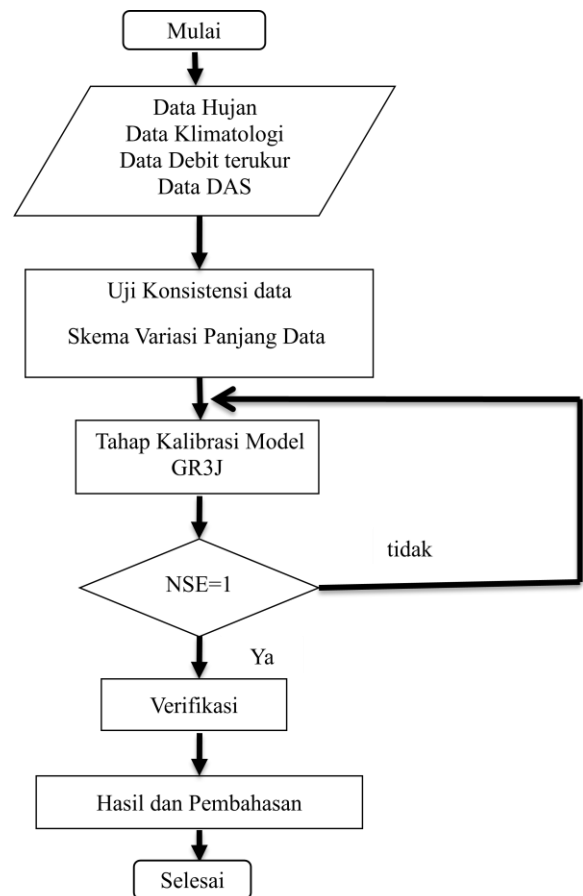 Mulai
Data Hujan
Data Klimatologi
Data Debit terukur
Data DAS
Uji Konsistensi data
Skema Variasi Panjang Data
Tahap Kalibrasi Model
GR3J
NSE=1
tidak
Ya
Verifikasi
Hasil dan Pembahasan
Selesai